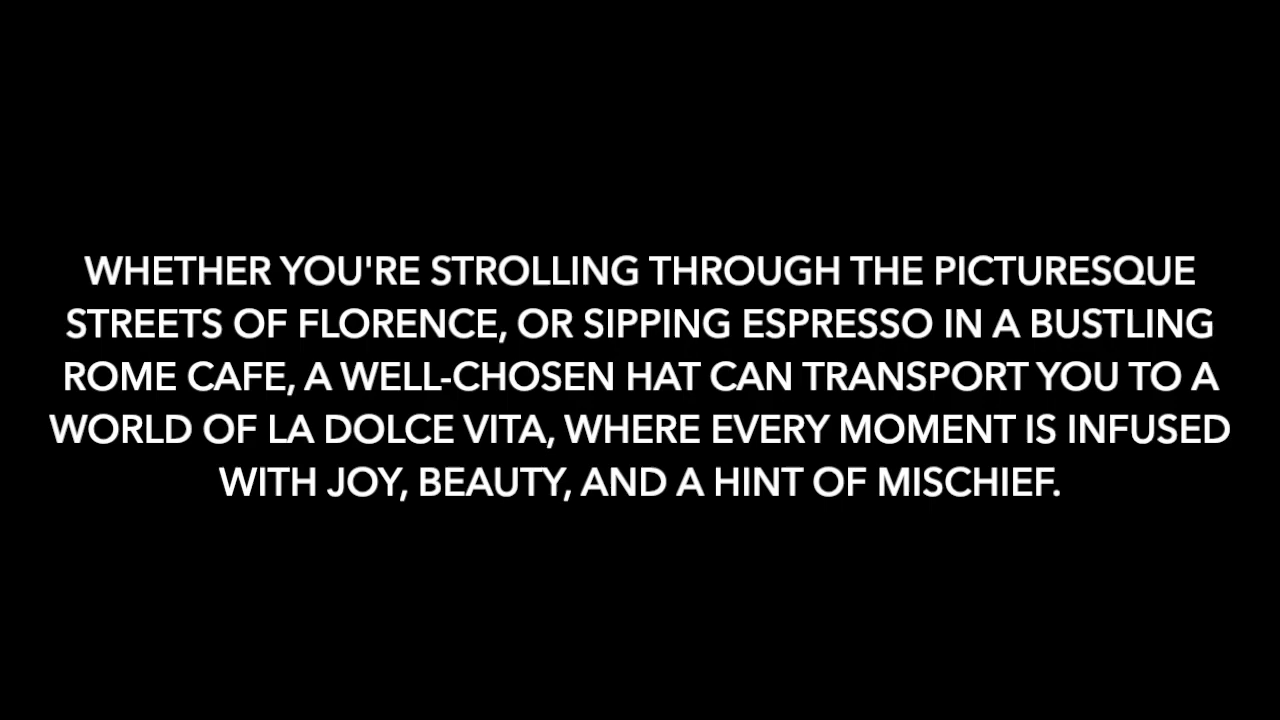 WHETHER YOU'RE STROLLING THROUGH THE PICTURESQUE
STREETS OF FLORENCE, OR SIPPING ESPRESSO IN A BUSTLING
ROME CAFE, A WELL-CHOSEN HAT CAN TRANSPORT YOU TO A
WORLD OF LA DOLCE VITA, WHERE EVERY MOMENT IS INFUSED
WITH JOY, BEAUTY, AND A HINT OF MISCHIEF.